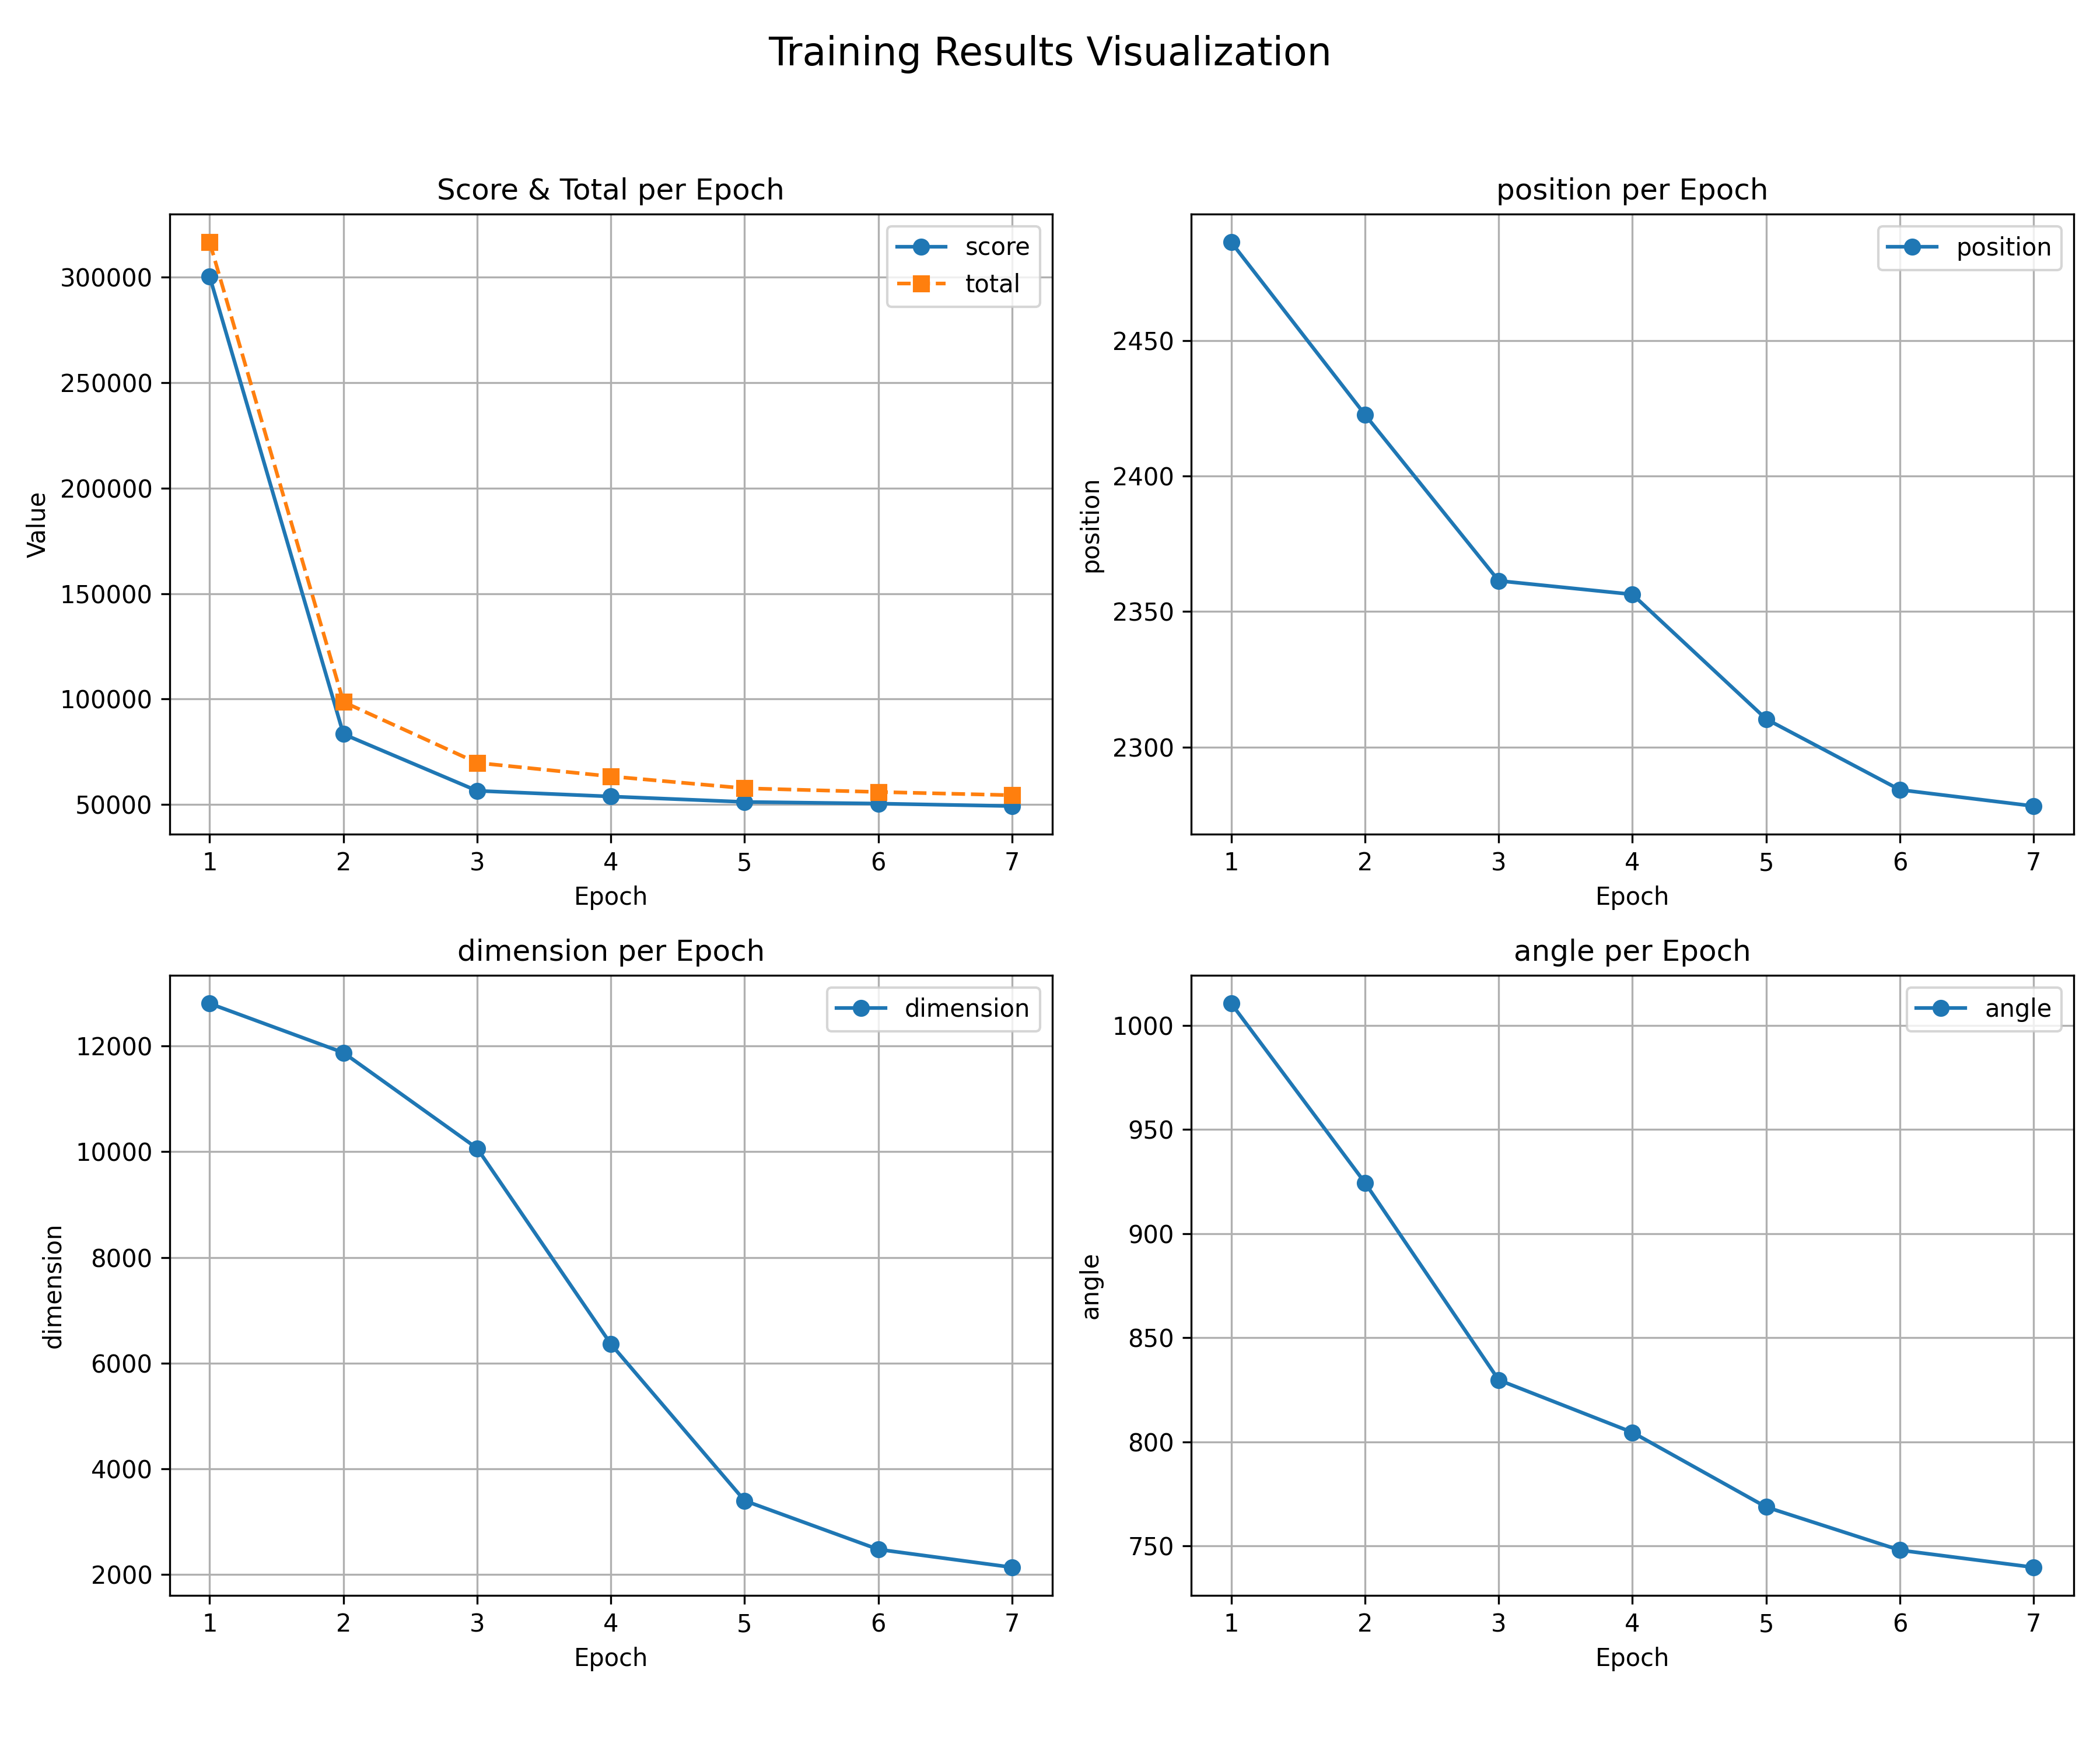 Training Results Visualization
Score & Total per Epoch
score
total
300000
250000
200000
150000
100000
50000
Value
1 2 3 4 5 6 7
Epoch
position per Epoch
position
2450
2400
2350
2300
position
1 2 3 4 5 6 7
Epoch
dimension per Epoch
dimension
12000
10000
8000
6000
4000
2000
dimension
1 2 3 4 5 6 7
Epoch
angle per Epoch
angle
1000
950
900
850
800
750
angle
1 2 3 4 5 6 7
Epoch